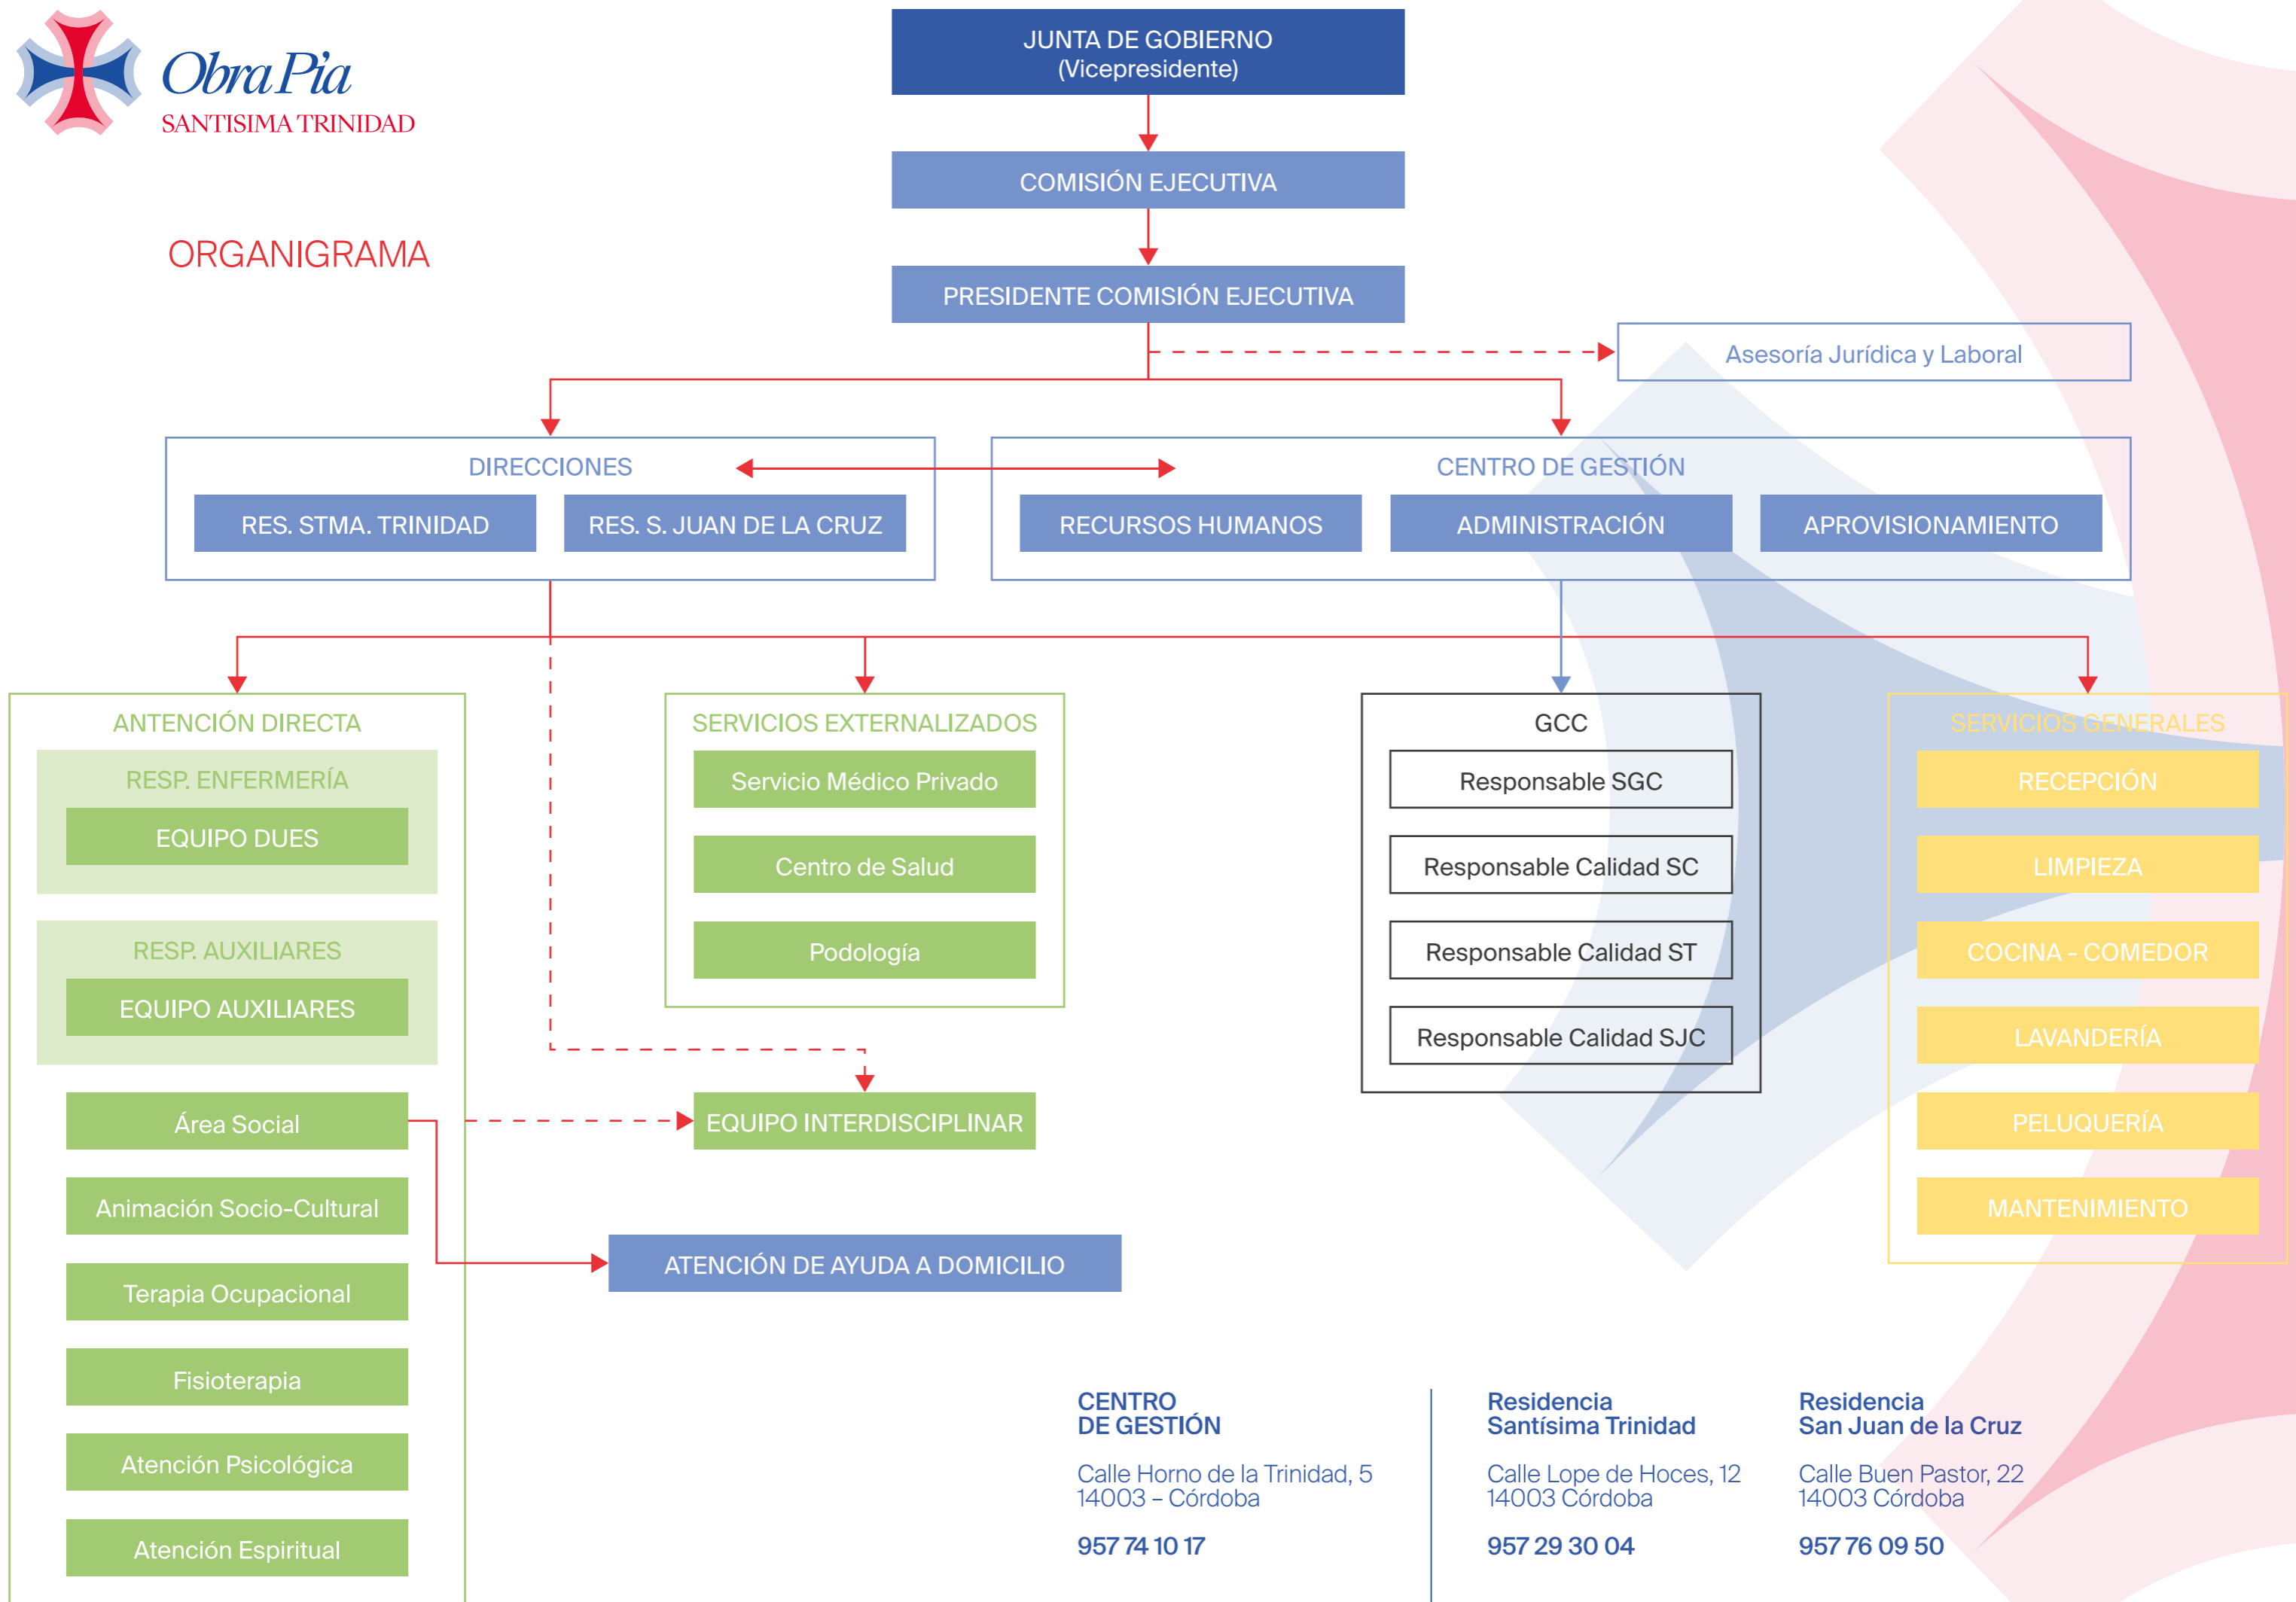 Obra Pía
SANTISIMA TRINIDAD
ORGANIGRAMA
JUNTA DE GOBIERNO
(Vicepresidente)
COMISIÓN EJECUTIVA
PRESIDENTE COMISIÓN EJECUTIVA
Asesoría Jurídica y Laboral
DIRECCIONES
RES. STMA. TRINIDAD
RES. S. JUAN DE LA CRUZ
CENTRO DE GESTIÓN
RECURSOS HUMANOS
ADMINISTRACIÓN
APROVISIONAMIENTO
ANTENCIÓN DIRECTA
RESP. ENFERMERÍA
EQUIPO DUES
RESP. AUXILIARES
EQUIPO AUXILIARES
Área Social
Animación Socio-Cultural
Terapia Ocupacional
Fisioterapia
Atención Psicológica
Atención Espiritual
SERVICIOS EXTERNALIZADOS
Servicio Médico Privado
Centro de Salud
Podología
EQUIPO INTERDISCIPLINAR
ATENCIÓN DE AYUDA A DOMICILIO
GCC
Responsable SGC
Responsable Calidad SC
Responsable Calidad ST
Responsable Calidad SJC
SERVICIOS GENERALES
RECEPCIÓN
LIMPIEZA
COCINA - COMEDOR
LAVANDERÍA
PELUQUERÍA
MANTENIMIENTO
CENTRO
DE GESTIÓN
Calle Horno de la Trinidad, 5
14003 – Córdoba
957 74 10 17
Residencia
Santísima Trinidad
Calle Lope de Hoces, 12
14003 Córdoba
957 29 30 04
Residencia
San Juan de la Cruz
Calle Buen Pastor, 22
14003 Córdoba
957 76 09 50